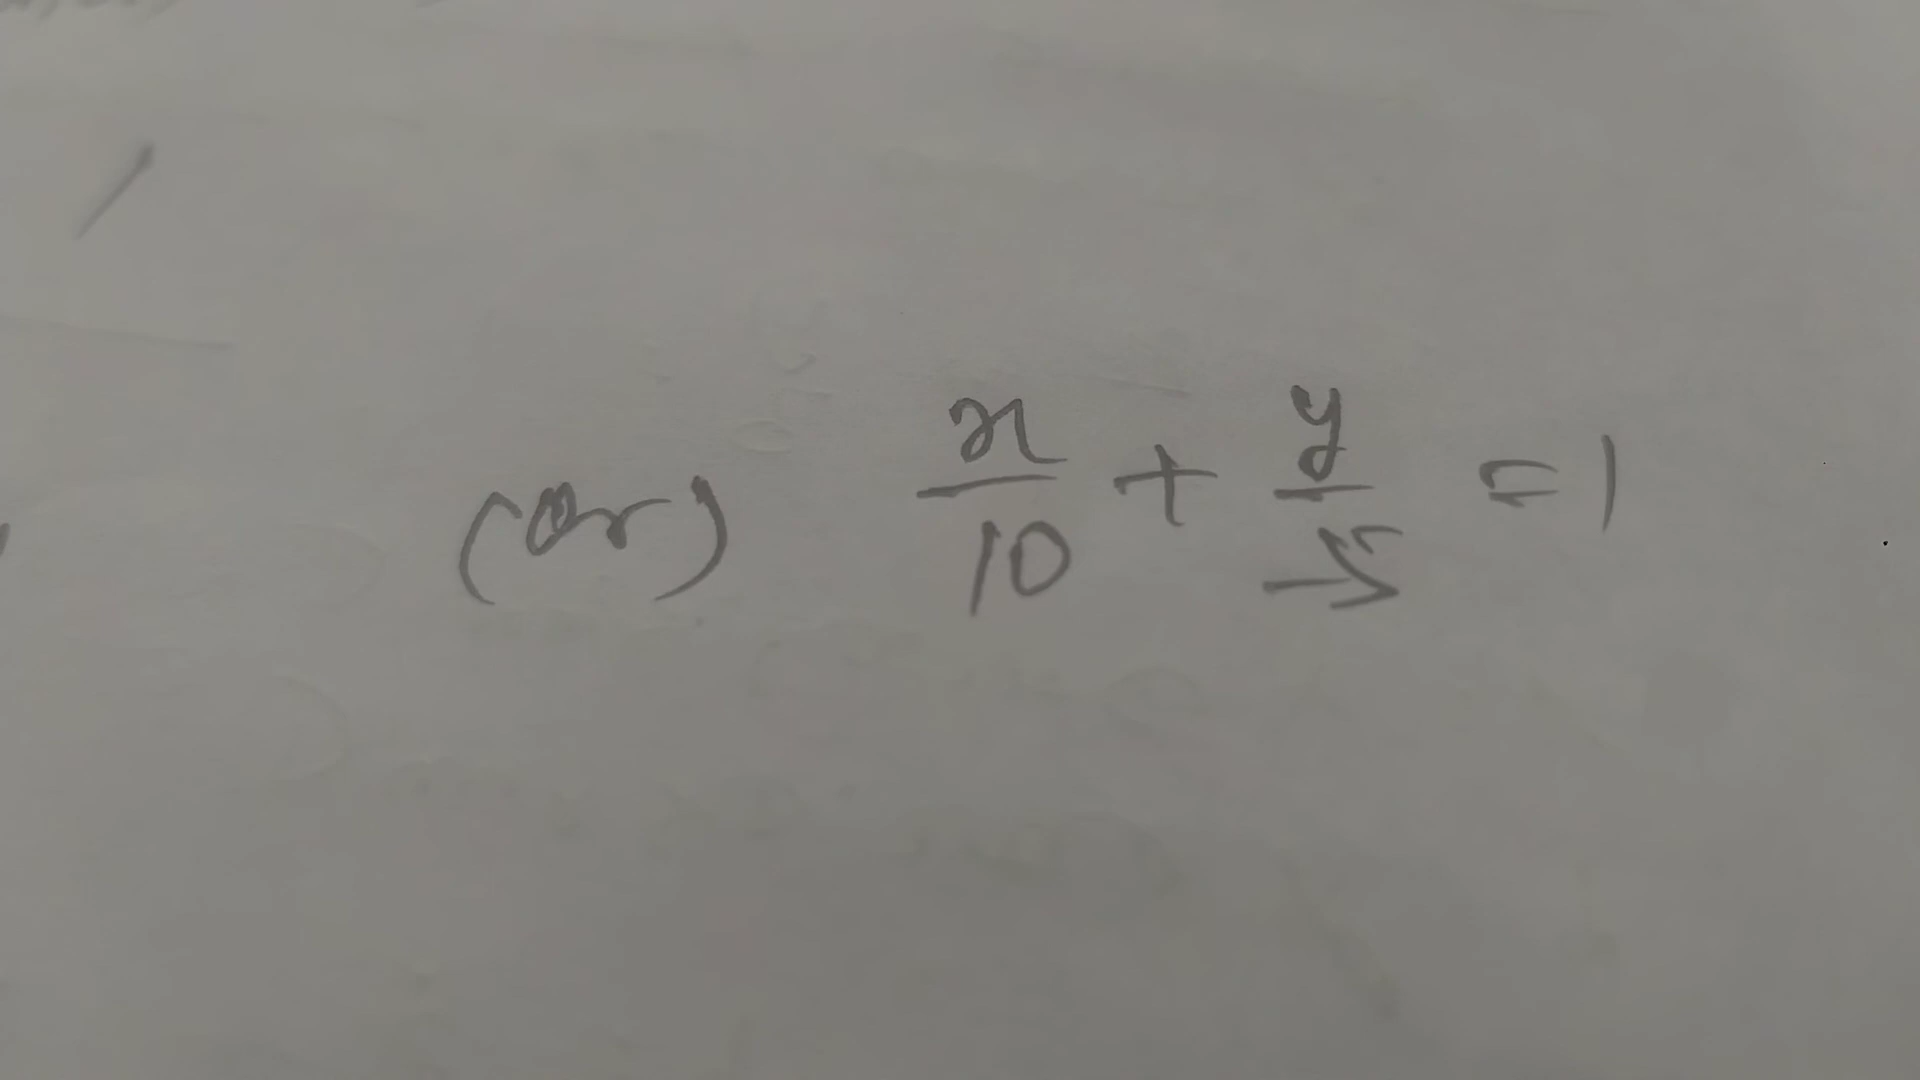 (Or) x/10 + y/-5 = 1